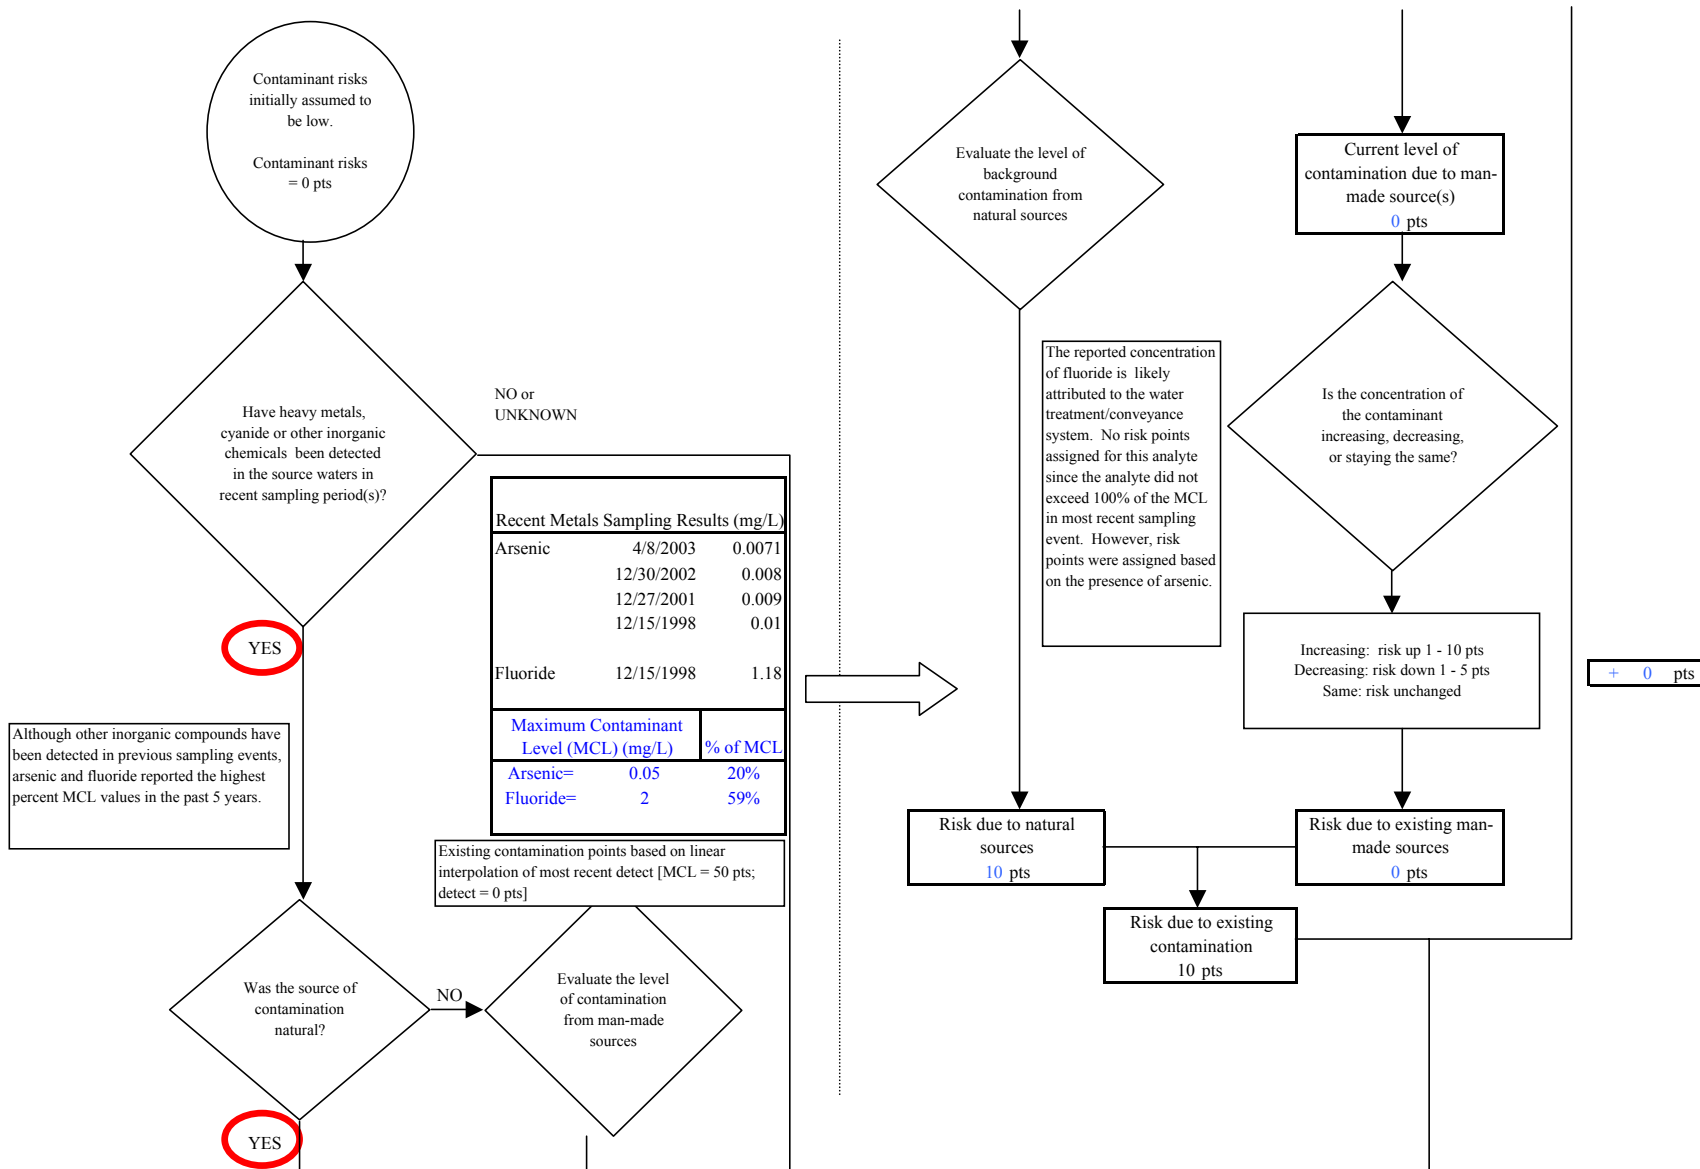 Contaminant risks
initially assumed to
be low.
Contaminant risks
= 0 pts
Have heavy metals,
cyanide or other inorganic
chemicals been detected
in the source waters in
recent sampling period(s)?
NO or
UNKNOWN
YES
Although other inorganic compounds have
been detected in previous sampling events,
arsenic and fluoride reported the highest
percent MCL values in the past 5 years.
Recent Metals Sampling Results (mg/L)
Arsenic 4/8/2003 0.0071
12/30/2002 0.008
12/27/2001 0.009
12/15/1998 0.01
Fluoride 12/15/1998 1.18
Maximum Contaminant
Level (MCL) (mg/L) % of MCL
Arsenic= 0.05 20%
Fluoride= 2 59%
Existing contamination points based on linear
interpolation of most recent detect [MCL = 50 pts;
detect = 0 pts]
Was the source of
contamination
natural?
NO
YES
Evaluate the level
of contamination
from man-made
sources
Evaluate the level of
background
contamination from
natural sources
The reported concentration
of fluoride is likely
attributed to the water
treatment/conveyance
system. No risk points
assigned for this analyte
since the analyte did not
exceed 100% of the MCL
in most recent sampling
event. However, risk
points were assigned based
on the presence of arsenic.
Current level of
contamination due to man-
made source(s)
0 pts
Is the concentration of
the contaminant
increasing, decreasing,
or staying the same?
Increasing: risk up 1 - 10 pts
Decreasing: risk down 1 - 5 pts
Same: risk unchanged
+ 0 pts
Risk due to natural
sources
10 pts
Risk due to existing man-
made sources
0 pts
Risk due to existing
contamination
10 pts